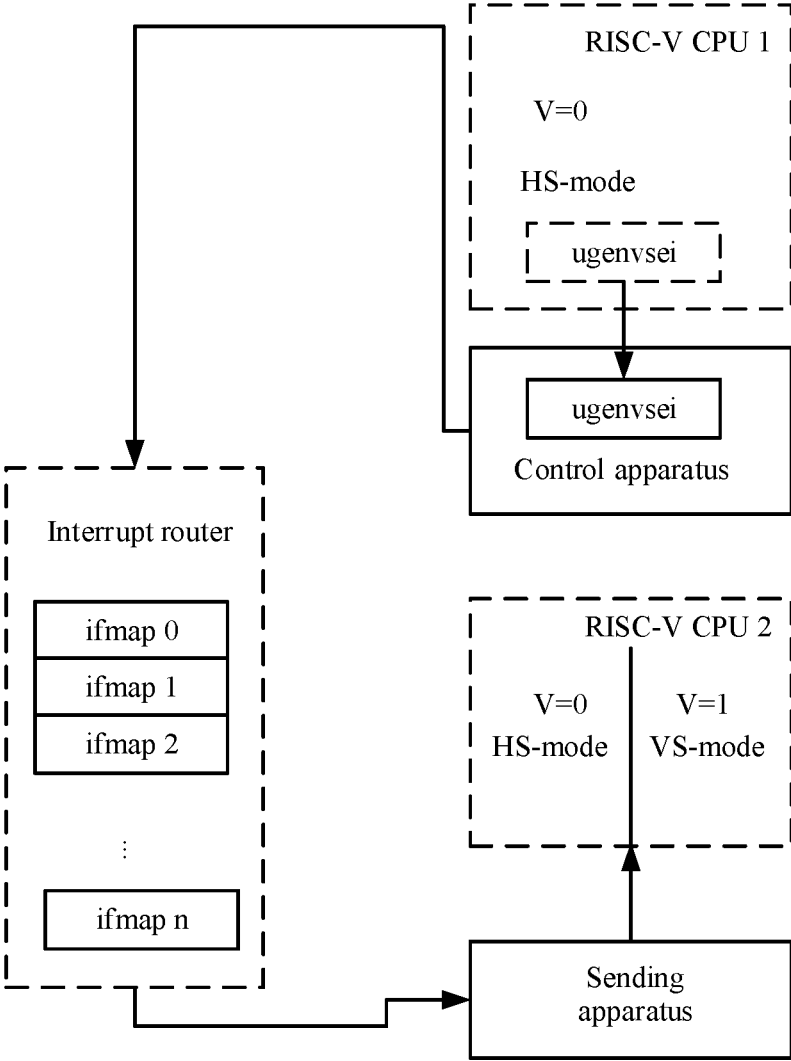 RISC-V CPU 1
V=0
HS-mode
ugenvsei
ugenvsei
Control apparatus
Interrupt router
ifmap 0
ifmap 1
ifmap 2
⋮
ifmap n
RISC-V CPU 2
V=0
HS-mode
V=1
VS-mode
Sending
apparatus